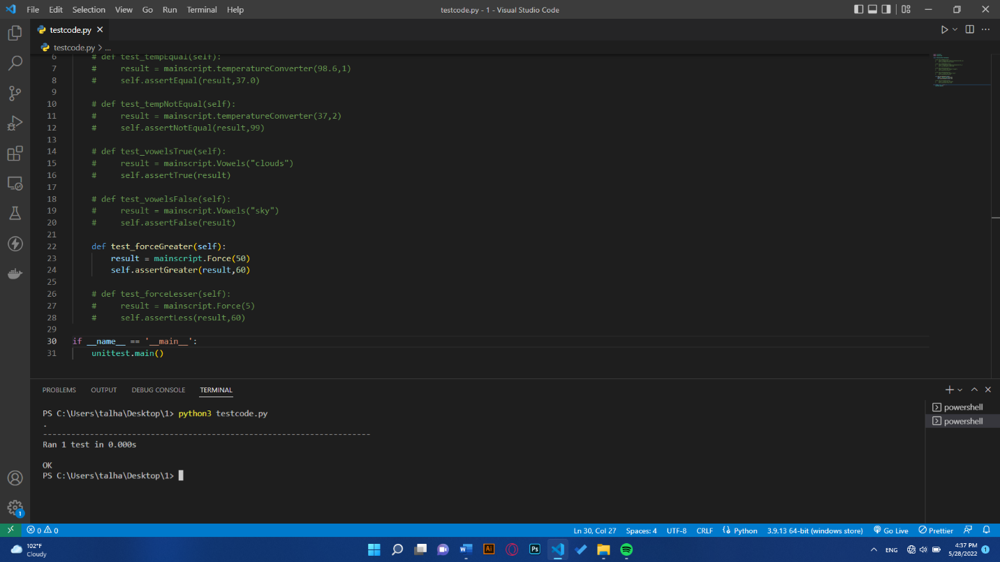 File Edit Selection View Go Run Terminal Help testcode.py - 1 - Visual Studio Code
testcode.py
testcode.py > ...
6 # def test_tempEqual(self):
7 #     result = mainscript.temperatureConverter(98.6,1)
8 #     self.assertEqual(result,37.0)
9
10 # def test_tempNotEqual(self):
11 #     result = mainscript.temperatureConverter(37,2)
12 #     self.assertNotEqual(result,99)
13
14 # def test_vowelsTrue(self):
15 #     result = mainscript.Vowels("clouds")
16 #     self.assertTrue(result)
17
18 # def test_vowelsFalse(self):
19 #     result = mainscript.Vowels("sky")
20 #     self.assertFalse(result)
21
22 def test_forceGreater(self):
23     result = mainscript.Force(50)
24     self.assertGreater(result,60)
25
26 # def test_forceLesser(self):
27 #     result = mainscript.Force(5)
28 #     self.assertLess(result,60)
29
30 if __name__ == '__main__':
31     unittest.main()
PROBLEMS OUTPUT DEBUG CONSOLE TERMINAL
PS C:\Users\talha\Desktop\1> python3 testcode.py
.
----------------------------------------------------------------------
Ran 1 test in 0.000s
OK
PS C:\Users\talha\Desktop\1>
powershell
powershell
1
0 0 Ln 30, Col 27 Spaces: 4 UTF-8 CRLF Python 3.9.13 64-bit (windows store) Go Live Prettier
102°F
Cloudy
W Ai Ps
ENG
4:37 PM
5/28/2022
1